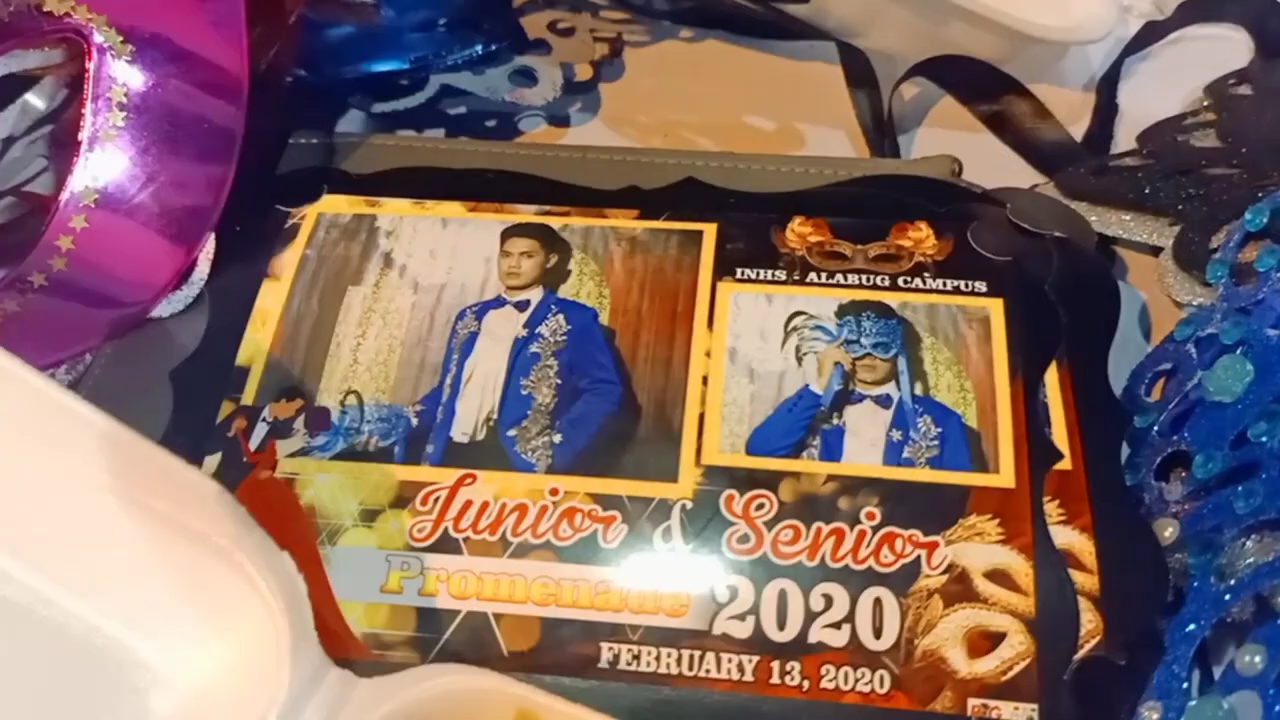 INHS - ALABUG CAMPUS
Junior & Senior
Promenade 2020
FEBRUARY 13, 2020